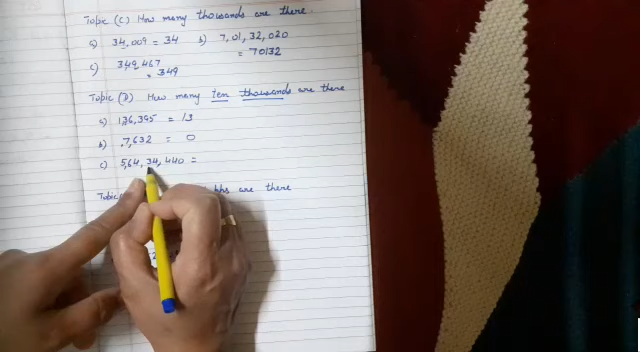 Topic (C) How many thousands are there.
a) 34,009 = 34 b) 7,01,32,020
= 70132
c) 349,467
= 349
Topic (D) How many ten thousands are there
a) 136,395 = 13
b) 7,632 = 0
c) 5,64,34,440 =
Topic are there